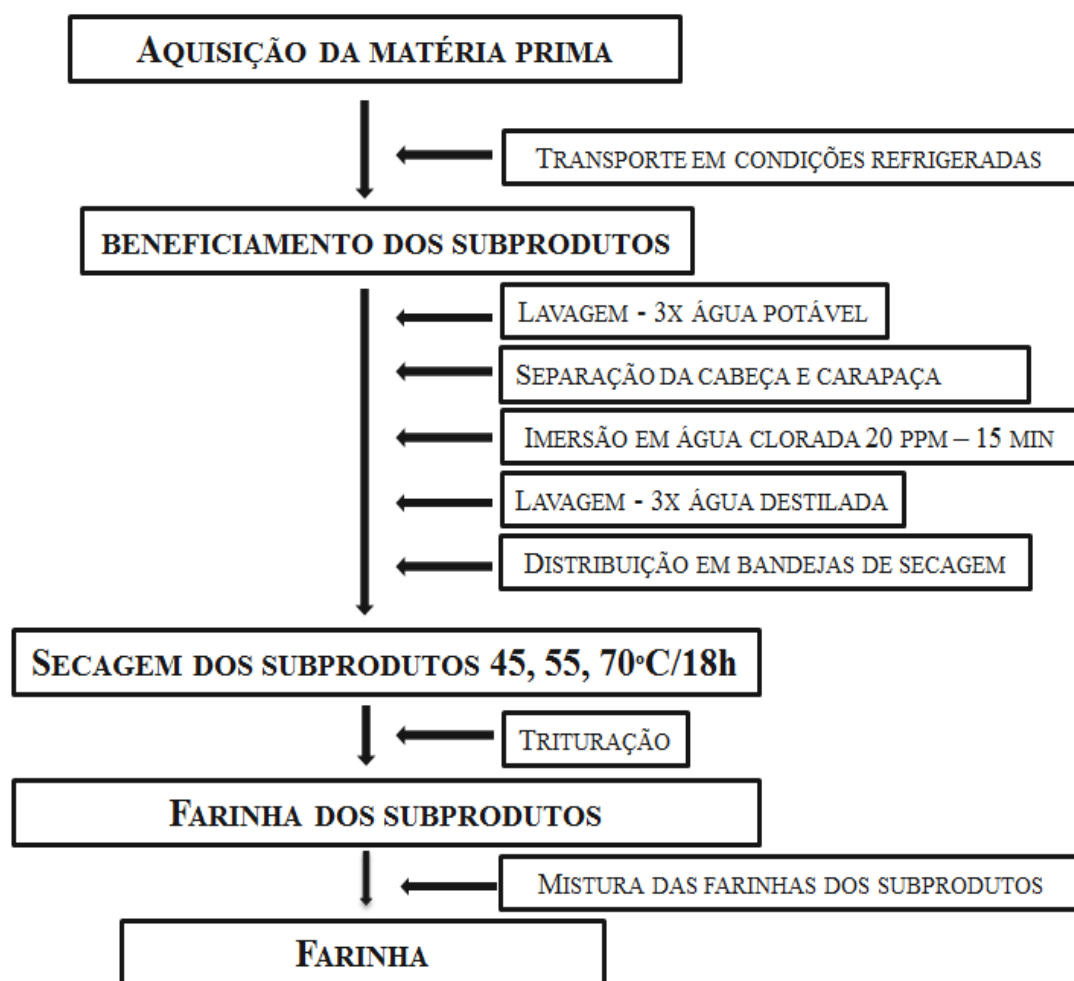 AQUISIÇÃO DA MATÉRIA PRIMA
TRANSPORTE EM CONDIÇÕES REFRIGERADAS
BENEFICIAMENTO DOS SUBPRODUTOS
LAVAGEM - 3X ÁGUA POTÁVEL
SEPARAÇÃO DA CABEÇA E CARAPAÇA
IMERSÃO EM ÁGUA CLORADA 20 PPM – 15 MIN
LAVAGEM - 3X ÁGUA DESTILADA
DISTRIBUIÇÃO EM BANDEJAS DE SECAGEM
SECAGEM DOS SUBPRODUTOS 45, 55, 70ºC/18h
TRITURAÇÃO
FARINHA DOS SUBPRODUTOS
MISTURA DAS FARINHAS DOS SUBPRODUTOS
FARINHA